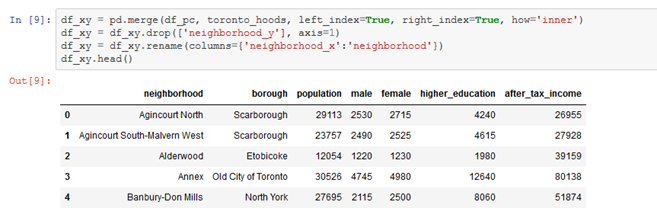 In [9]: df_xy = pd.merge(df_pc, toronto_hoods, left_index=True, right_index=True, how='inner')
df_xy = df_xy.drop(['neighborhood_y'], axis=1)
df_xy = df_xy.rename(columns={'neighborhood_x':'neighborhood'})
df_xy.head()
Out[9]:
neighborhood borough population male female higher_education after_tax_income
0 Agincourt North Scarborough 29113 2530 2715 4240 26955
1 Agincourt South-Malvern West Scarborough 23757 2490 2525 4615 27928
2 Alderwood Etobicoke 12054 1220 1230 1980 39159
3 Annex Old City of Toronto 30526 4745 4980 12640 80138
4 Banbury-Don Mills North York 27695 2115 2500 8060 51874